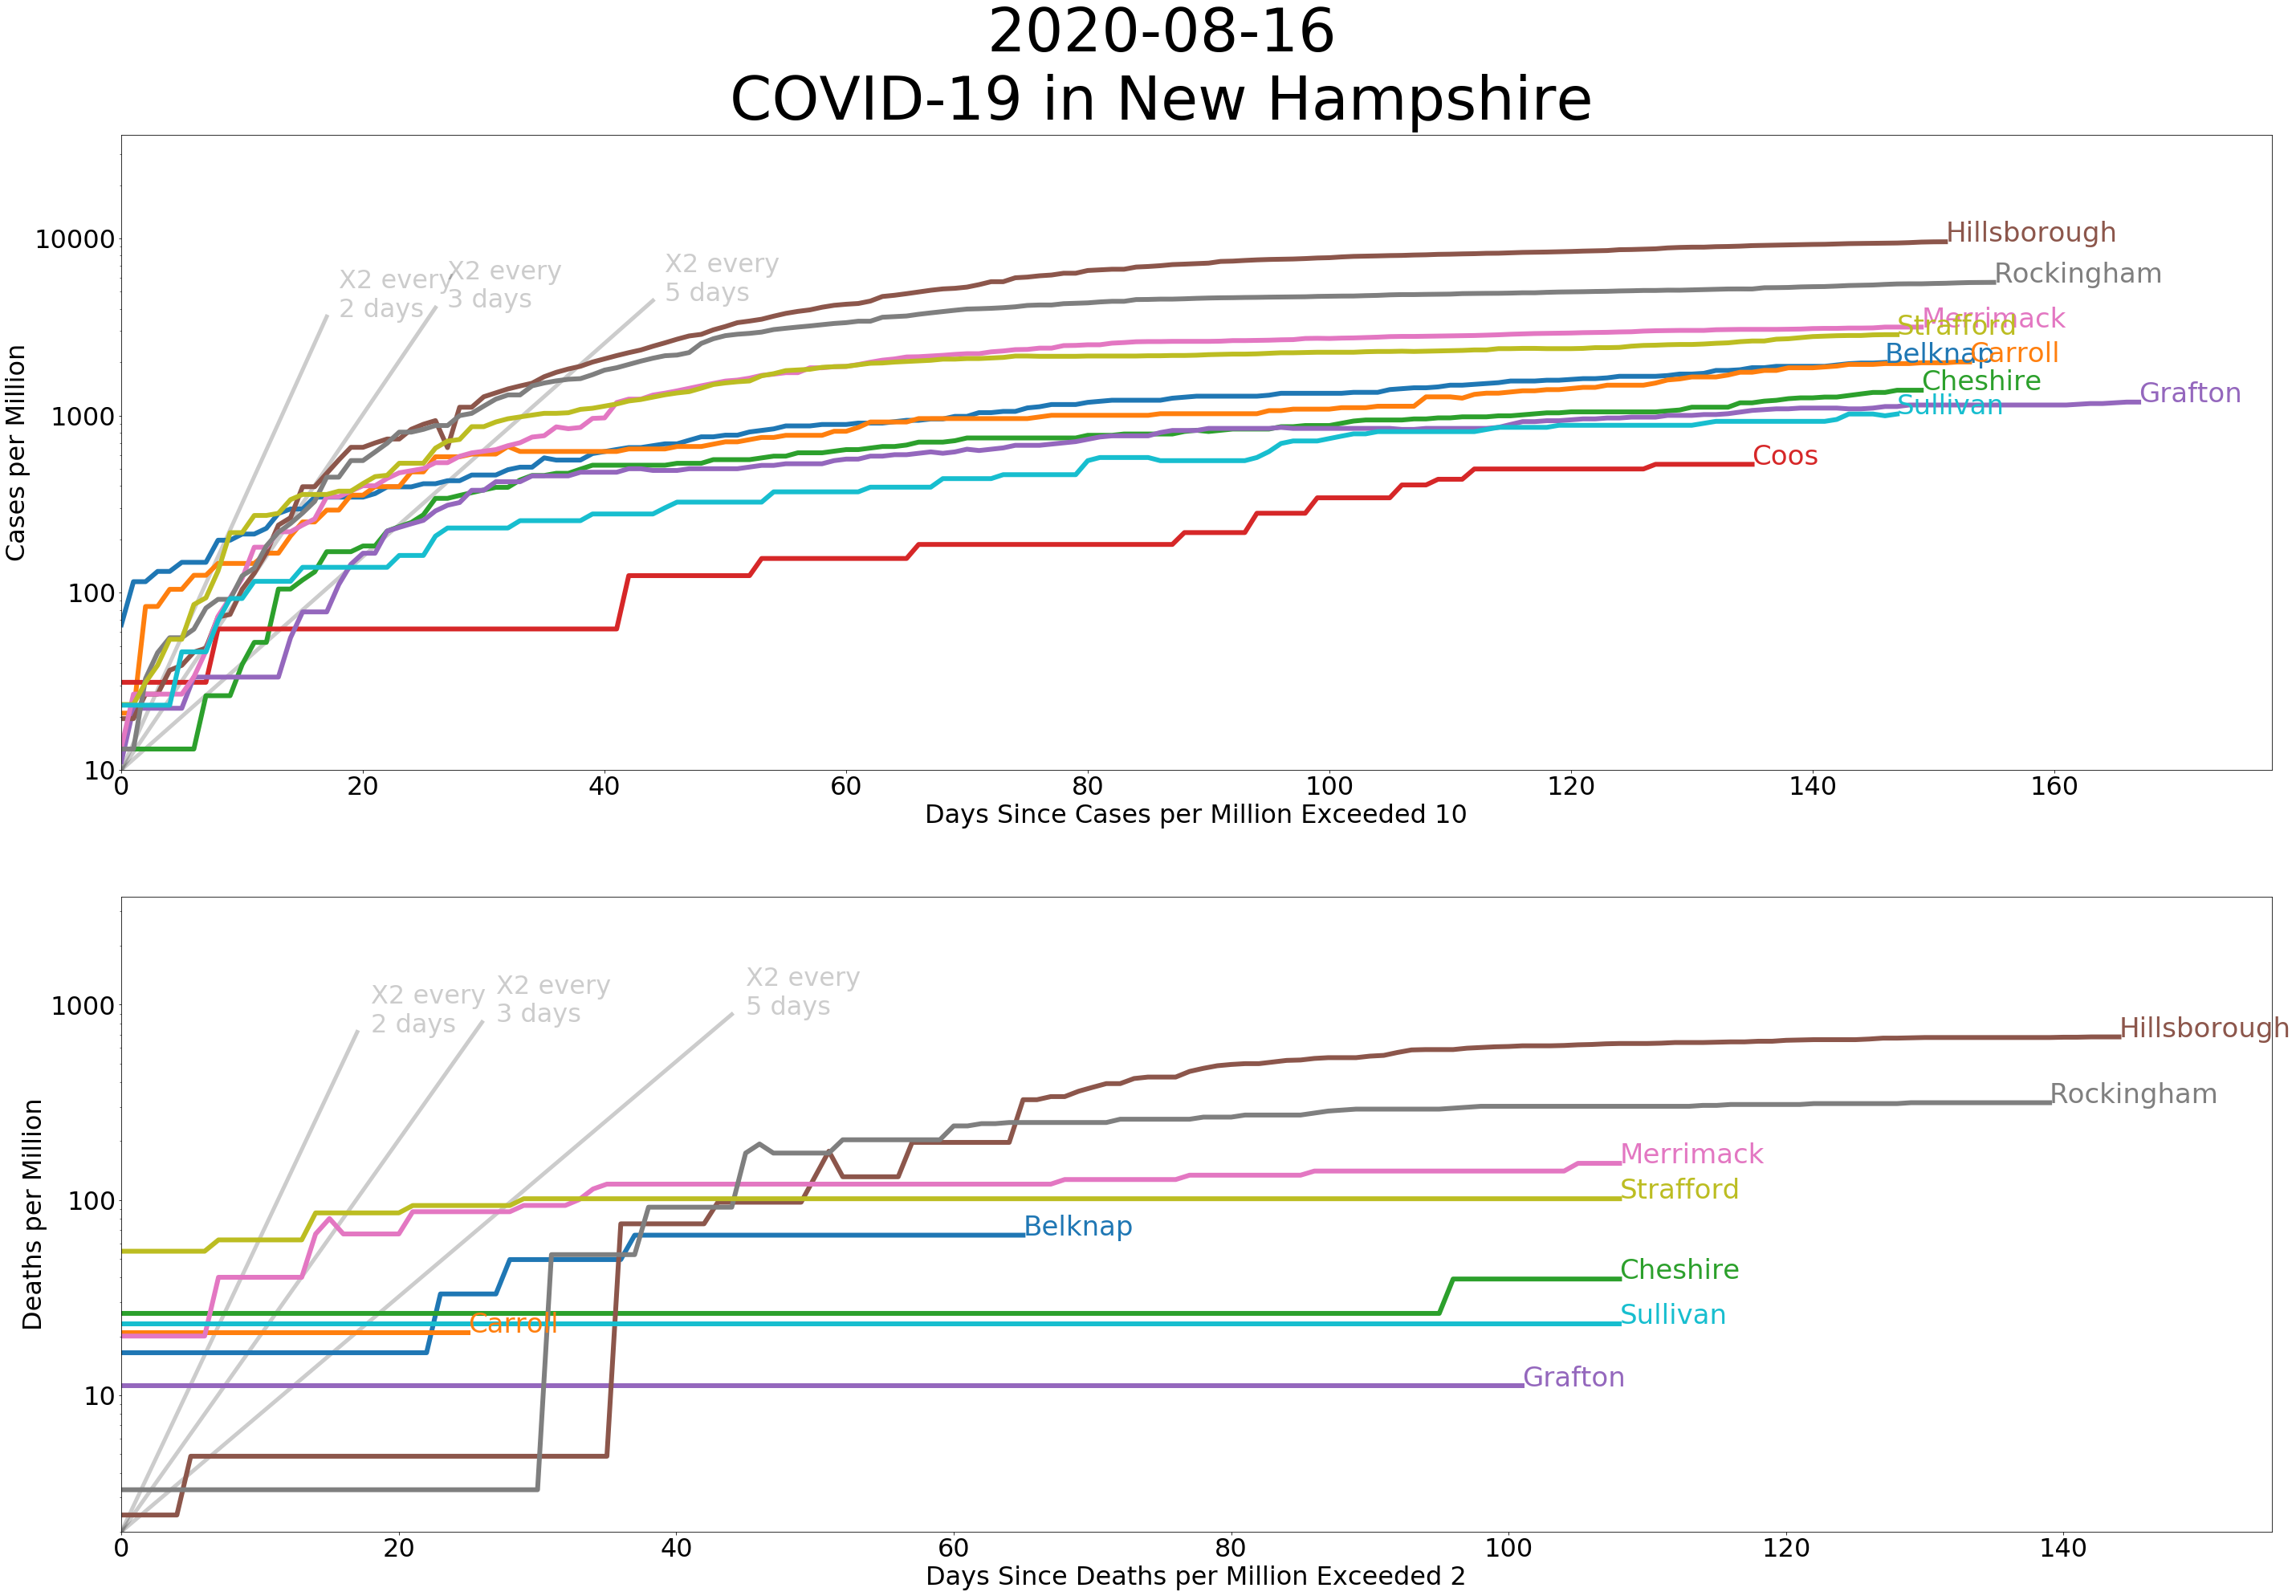 2020-08-16
COVID-19 in New Hampshire
10000
1000
100
10
Cases per Million
X2 every
2 days
X2 every
3 days
X2 every
5 days
Hillsborough
Rockingham
Merrimack
Strafford
Belknap
Carroll
Cheshire
Grafton
Sullivan
Coos
0 20 40 60 80 100 120 140 160
Days Since Cases per Million Exceeded 10
1000
100
10
Deaths per Million
X2 every
2 days
X2 every
3 days
X2 every
5 days
Hillsborough
Rockingham
Merrimack
Strafford
Belknap
Cheshire
Sullivan
Carroll
Grafton
0 20 40 60 80 100 120 140
Days Since Deaths per Million Exceeded 2